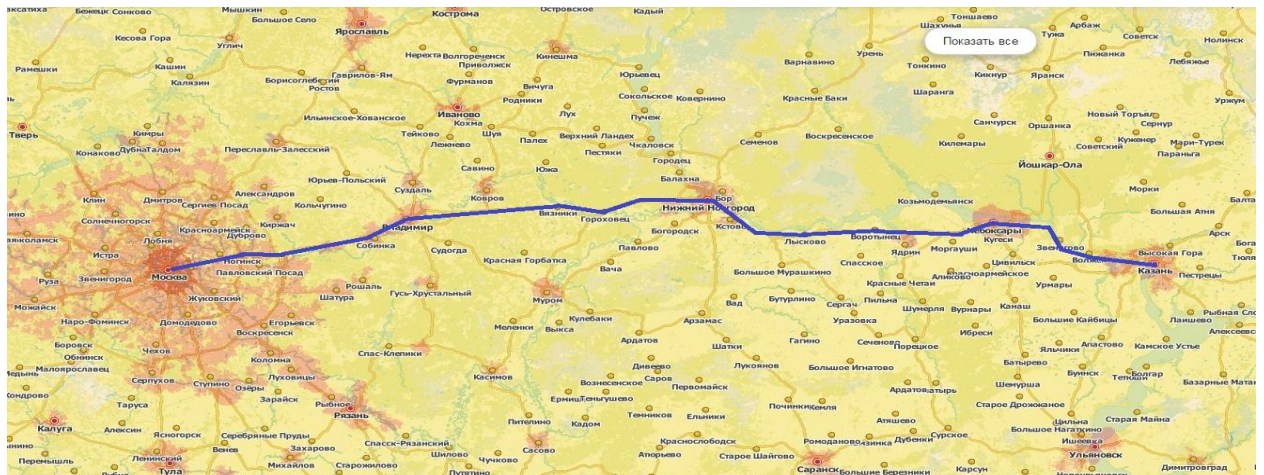 Бежецк Сонково
Мышкин
Большое Село
Ярославль
Кострома
Островское
Кадый
Тоншаево
Шахунья
Арбаж
Тужа
Советск
Нолинск
Показать все
Кесова Гора
Углич
Нерехта
Волгореченск
Приволжск
Кинешма
Урень
Пижанка
Лебяжье
Рамешки
Кашин
Калязин
Борисоглебский
Ростов
Гаврилов-Ям
Фурманов
Вичуга
Родники
Юрьевец
Сокольское
Ковернино
Варнавино
Красные Баки
Тонкино
Шаранга
Кикнур
Яранск
Уржум
Тверь
Ильинское-Хованское
Иваново
Кохма
Тейково
Шуя
Лежнево
Лух
Палех
Пучеж
Верхний Ландех
Пестяки
Чкаловск
Городец
Семенов
Воскресенское
Санчурск
Килемары
Оршанка
Новый Торъял
Сернур
Куженер
Советский
Мари-Турек
Параньга
Кимры
Конаково
Дубна
Талдом
Переславль-Залесский
Савино
Южа
Балахна
Йошкар-Ола
Морки
Клин
Дмитров
Сергиев Посад
Александров
Юрьев-Польский
Кольчугино
Суздаль
Ковров
Бор
Нижний Новгород
Козьмодемьянск
Большая Атня
Солнечногорск
Красноармейск
Дуброво
Киржач
Владимир
Вязники
Гороховец
Богородск
Кстово
Лысково
Воротынец
Чебоксары
Кугеси
Арск
Лобня
Истра
Собинка
Судогда
Павлово
Ядрин
Моргауши
Звенигово
Высокая Гора
Руза
Звенигород
Москва
Ногинск
Павловский Посад
Красная Горбатка
Вача
Большое Мурашкино
Спасское
Аликово
Красноармейское
Цивильск
Казань
Пестрецы
Можайск
Жуковский
Рошаль
Шатура
Гусь-Хрустальный
Муром
Бутурлино
Красные Четаи
Урмары
Наро-Фоминск
Домодедово
Егорьевск
Воскресенск
Меленки
Выкса
Кулебаки
Арзамас
Вад
Сергач
Пильна
Уразовка
Шумерля
Вурнары
Канаш
Ибреси
Большие Кайбицы
Лаишево
Боровск
Обнинск
Малоярославец
Чехов
Коломна
Спас-Клепики
Ардатов
Шатки
Гагино
Сеченово
Порецкое
Яльчики
Апастово
Камское Устье
Серпухов
Ступино
Озёры
Луховицы
Касимов
Дивеево
Саров
Вознесенское
Первомайск
Лукоянов
Большое Игнатово
Батырево
Буинск
Тетюши
Болгар
Базарные
Таруса
Зарайск
Рыбное
Рязань
Теньгушево
Темников
Ельники
Починки
Шемурша
Старое Дрожжаное
Калуга
Алексин
Ясногорск
Серебряные Пруды
Пителино
Кадом
Краснослободск
Ромоданово
Атяшево
Дубенки
Сурское
Цильна
Большое Нагаткино
Старая Майна
Перемышль
Ленинский
Тула
Венев
Захарово
Михайлов
Старожилово
Спасск-Рязанский
Шилово
Чучково
Сасово
Атюрьево
Старое Шайгово
Саранск
Большие Березники
Карсун
Ишеевка
Ульяновск
Димитровград